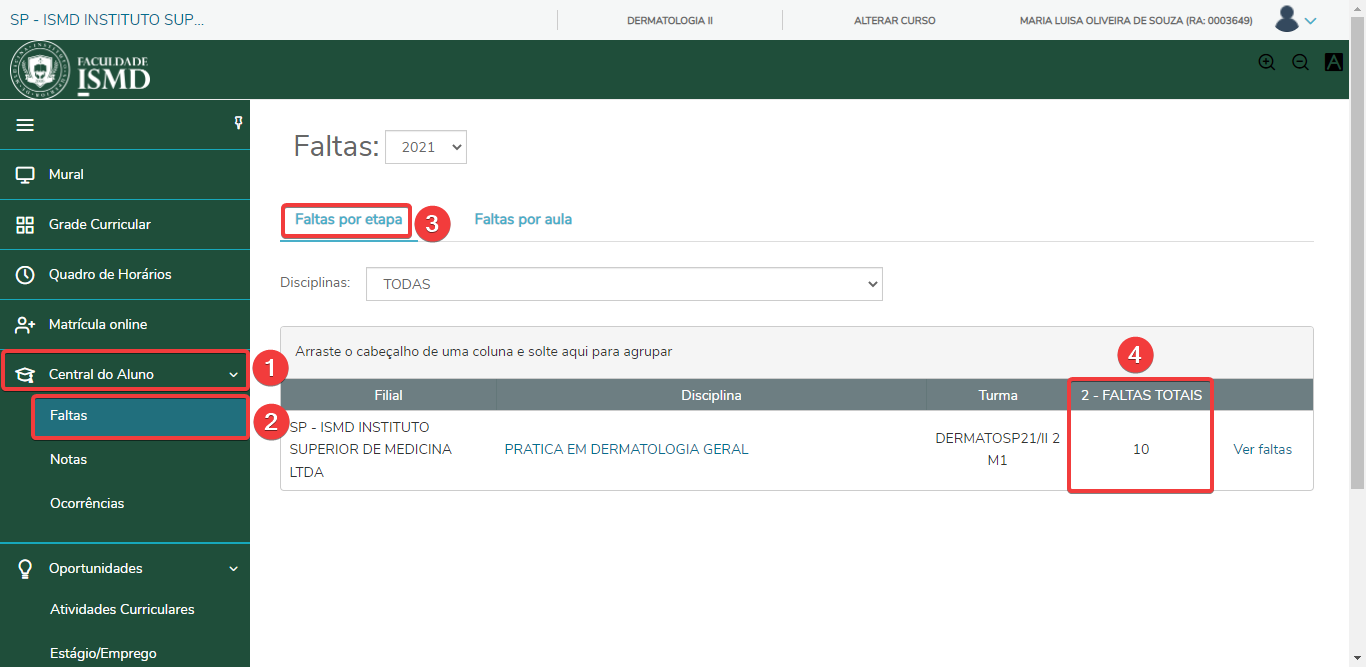 SP - ISMD INSTITUTO SUP...
DERMATOLOGIA II
ALTERAR CURSO
MARIA LUISA OLIVEIRA DE SOUZA (RA: 0003649)
FACULDADE
ISMD
A
Mural
Grade Curricular
Quadro de Horários
Matrícula online
Central do Aluno
1
Faltas
2
Notas
Ocorrências
Oportunidades
Atividades Curriculares
Estágio/Emprego
Faltas: 2021
Faltas por etapa
3
Faltas por aula
Disciplinas: TODAS
Arraste o cabeçalho de uma coluna e solte aqui para agrupar
4
Filial Disciplina Turma 2 - FALTAS TOTAIS
SP - ISMD INSTITUTO
SUPERIOR DE MEDICINA
LTDA
PRATICA EM DERMATOLOGIA GERAL
DERMATOSP21/II 2
M1
10
Ver faltas